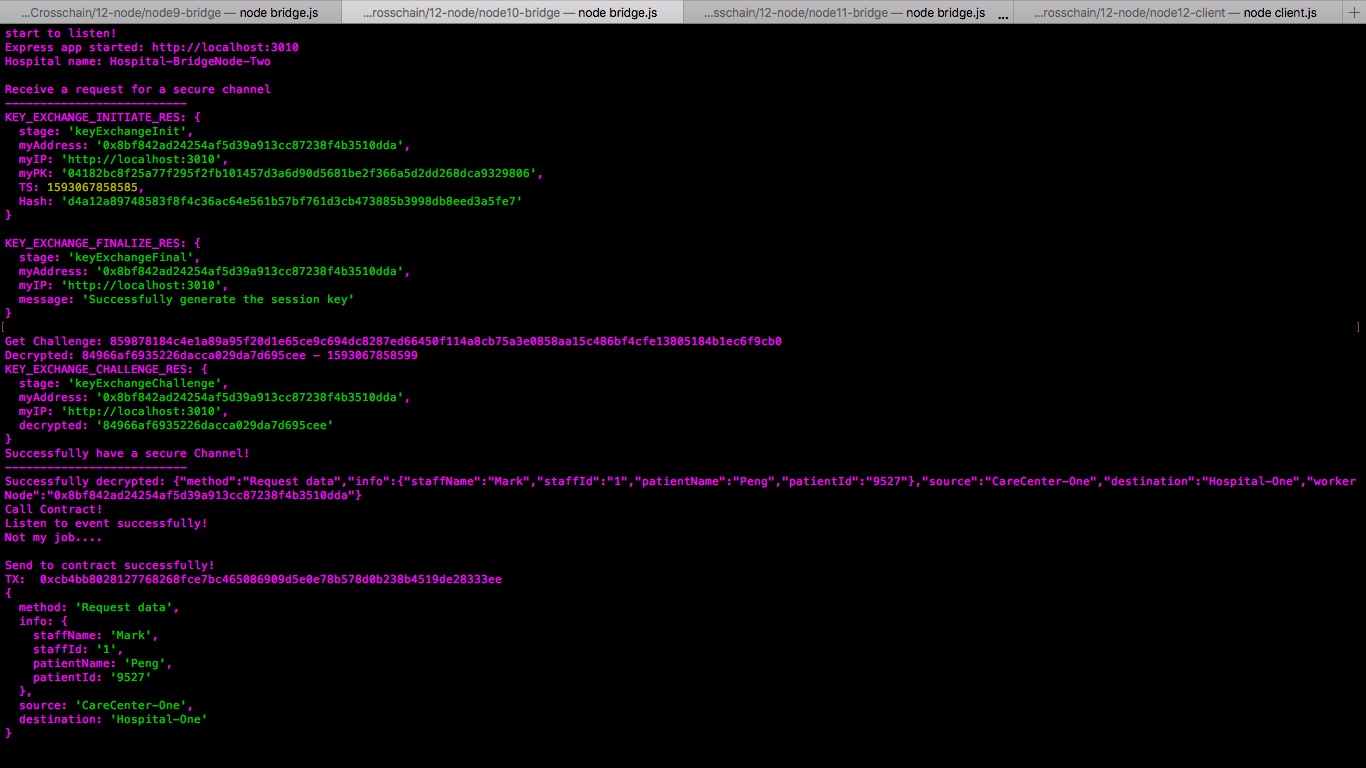 ...Crosschain/12-node/node9-bridge — node bridge.js ...rosschain/12-node/node10-bridge — node bridge.js ...sschain/12-node/node11-bridge — node bridge.js ... ...rosschain/12-node/node12-client — node client.js +
start to listen!
Express app started: http://localhost:3010
Hospital name: Hospital-BridgeNode-Two
Receive a request for a secure channel
--------------------------
KEY_EXCHANGE_INITIATE_RES: {
stage: 'keyExchangeInit',
myAddress: '0x8bf842ad24254af5d39a913cc87238f4b3510dda',
myIP: 'http://localhost:3010',
myPK: '04182bc8f25a77f295f2fb101457d3a6d90d5681be2f366a5d2dd268dca9329806',
TS: 1593067858585,
Hash: 'd4a12a89748583f8f4c36ac64e561b57bf761d3cb473885b3998db8eed3a5fe7'
}
KEY_EXCHANGE_FINALIZE_RES: {
stage: 'keyExchangeFinal',
myAddress: '0x8bf842ad24254af5d39a913cc87238f4b3510dda',
myIP: 'http://localhost:3010',
message: 'Successfully generate the session key'
}
[ ]
Get Challenge: 859878184c4e1a89a95f20d1e65ce9c694dc8287ed66450f114a8cb75a3e0858aa15c486bf4cfe13805184b1ec6f9cb0
Decrypted: 84966af6935226dacca029da7d695cee - 1593067858599
KEY_EXCHANGE_CHALLENGE_RES: {
stage: 'keyExchangeChallenge',
myAddress: '0x8bf842ad24254af5d39a913cc87238f4b3510dda',
myIP: 'http://localhost:3010',
decrypted: '84966af6935226dacca029da7d695cee'
}
Successfully have a secure Channel!
--------------------------
Successfully decrypted: {"method":"Request data","info":{"staffName":"Mark","staffId":"1","patientName":"Peng","patientId":"9527"},"source":"CareCenter-One","destination":"Hospital-One","worker
Node":"0x8bf842ad24254af5d39a913cc87238f4b3510dda"}
Call Contract!
Listen to event successfully!
Not my job....
Send to contract successfully!
TX:  0xcb4bb8028127768268fce7bc465086909d5e0e78b578d0b238b4519de28333ee
{
method: 'Request data',
info: {
staffName: 'Mark',
staffId: '1',
patientName: 'Peng',
patientId: '9527'
},
source: 'CareCenter-One',
destination: 'Hospital-One'
}